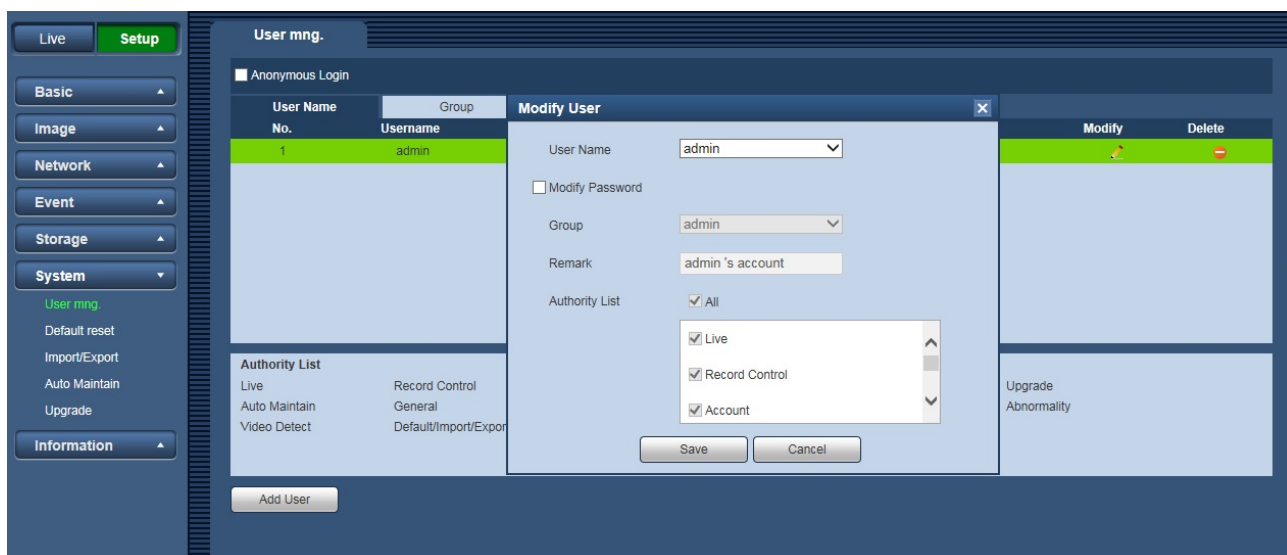 Live Setup
User mng.
Anonymous Login
Basic
Image
Network
Event
Storage
System
User mng.
Default reset
Import/Export
Auto Maintain
Upgrade
Information
User Name Group
No. Username Modify Delete
1 admin
Modify User
User Name admin
Modify Password
Group admin
Remark admin 's account
Authority List All
Live
Record Control
Account
Save Cancel
Authority List
Live Record Control Upgrade
Auto Maintain General Abnormality
Video Detect Default/Import/Expor
Add User